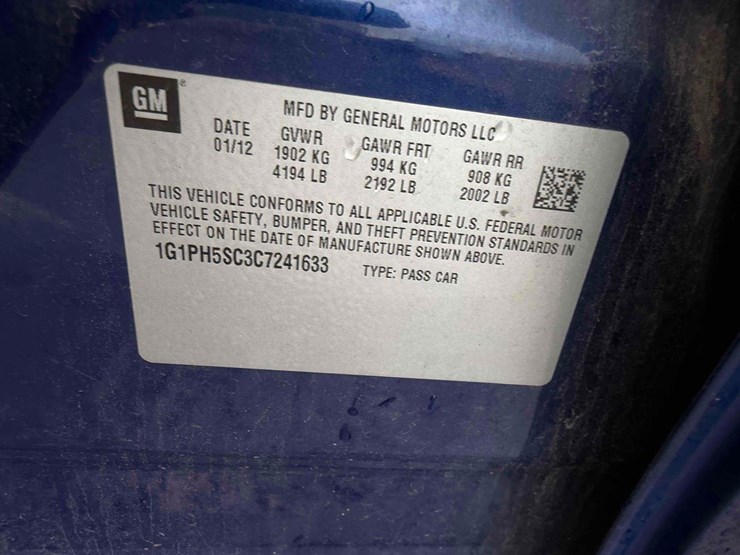 GM®
MFD BY GENERAL MOTORS LLC
DATE GVWR GAWR FRT GAWR RR
01/12 1902 KG 994 KG 908 KG
4194 LB 2192 LB 2002 LB
THIS VEHICLE CONFORMS TO ALL APPLICABLE U.S. FEDERAL MOTOR
VEHICLE SAFETY, BUMPER, AND THEFT PREVENTION STANDARDS IN
EFFECT ON THE DATE OF MANUFACTURE SHOWN ABOVE.
1G1PH5SC3C7241633 TYPE: PASS CAR